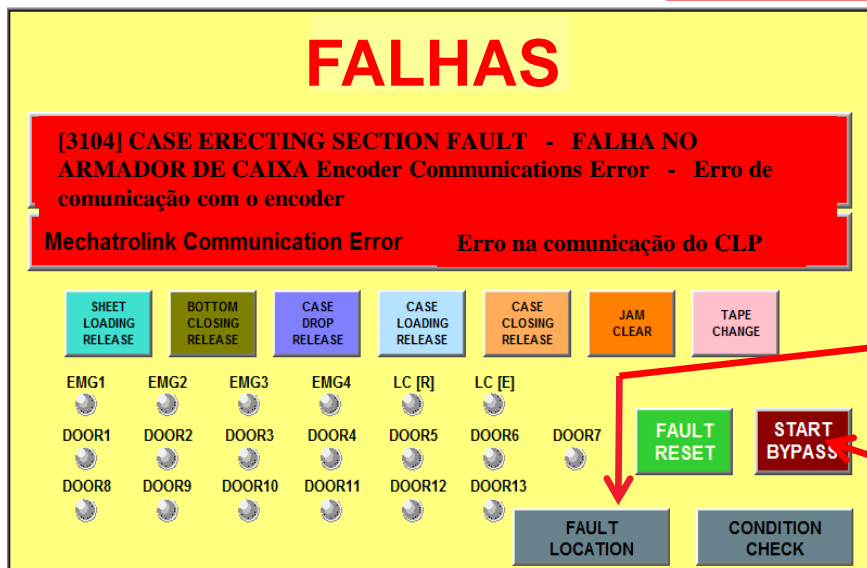 FALHAS
[3104] CASE ERECTING SECTION FAULT - FALHA NO
ARMADOR DE CAIXA Encoder Communications Error - Erro de
comunicação com o encoder
Mechatrolink Communication Error Erro na comunicação do CLP
SHEET
LOADING
RELEASE
BOTTOM
CLOSING
RELEASE
CASE
DROP
RELEASE
CASE
LOADING
RELEASE
CASE
CLOSING
RELEASE
JAM
CLEAR
TAPE
CHANGE
EMG1 EMG2 EMG3 EMG4 LC [R] LC [E]
DOOR1 DOOR2 DOOR3 DOOR4 DOOR5 DOOR6 DOOR7
DOOR8 DOOR9 DOOR10 DOOR11 DOOR12 DOOR13
FAULT
RESET
START
BYPASS
FAULT
LOCATION
CONDITION
CHECK